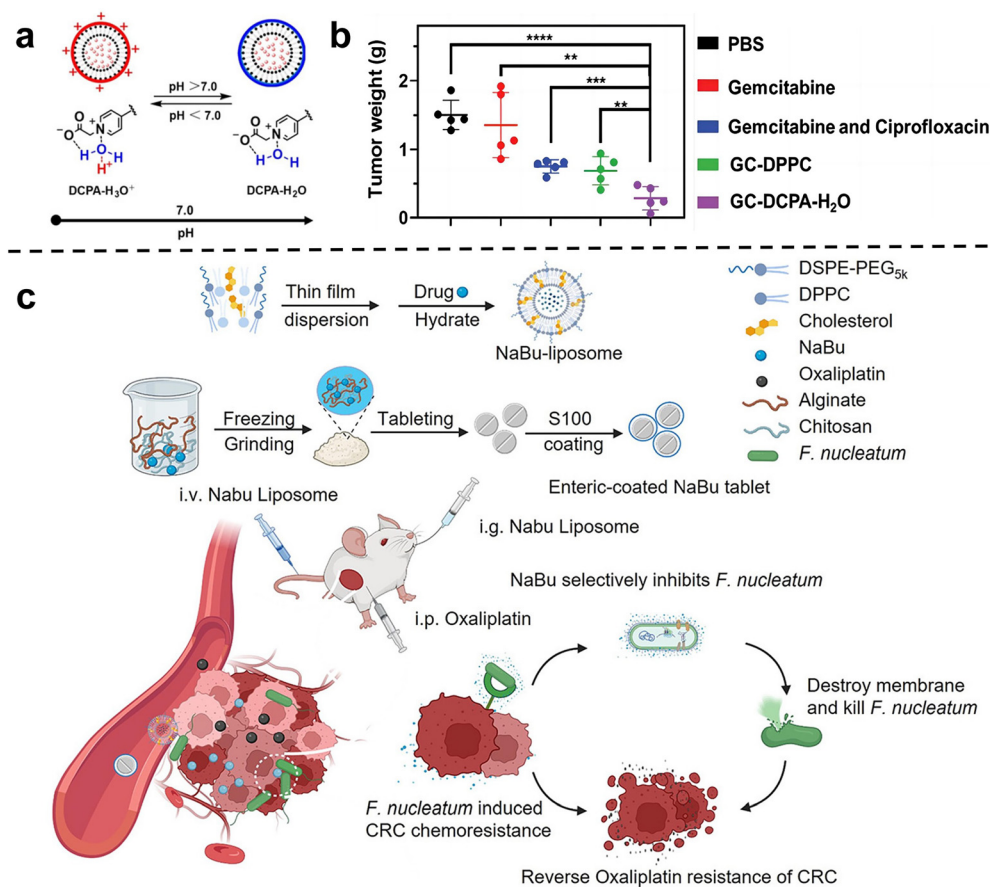 a
pH >7.0
pH < 7.0
DCPA-H₃O⁺
DCPA-H₂O
7.0
pH
b
Tumor weight (g)
2
1
0
****
**
***
**
PBS
Gemcitabine
Gemcitabine and Ciprofloxacin
GC-DPPC
GC-DCPA-H₂O
c
Thin film
dispersion
Drug
Hydrate
NaBu-liposome
DSPE-PEG5k
DPPC
Cholesterol
NaBu
Oxaliplatin
Alginate
Chitosan
F. nucleatum
Freezing
Grinding
Tableting
S100
coating
Enteric-coated NaBu tablet
i.v. Nabu Liposome
i.g. Nabu Liposome
i.p. Oxaliplatin
NaBu selectively inhibits F. nucleatum
Destroy membrane
and kill F. nucleatum
F. nucleatum induced
CRC chemoresistance
Reverse Oxaliplatin resistance of CRC